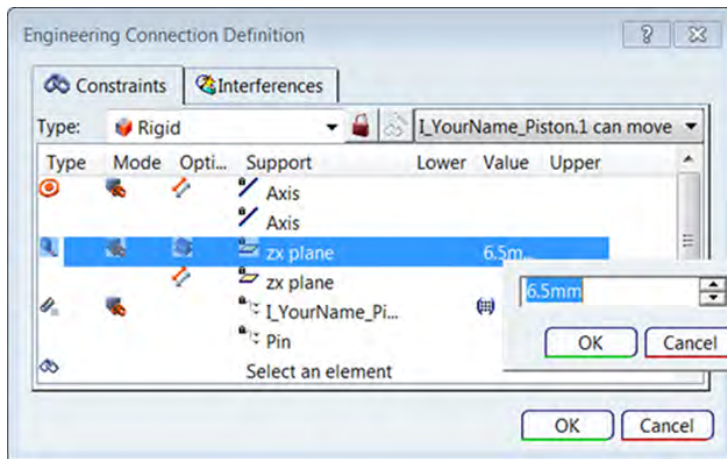 Engineering Connection Definition
?
Constraints Interferences
Type: Rigid I_YourName_Piston.1 can move
Type Mode Opti... Support Lower Value Upper
Axis
Axis
zx plane 6.5m...
zx plane
6.5mm
I_YourName_Pi...
Pin
OK Cancel
Select an element
OK Cancel